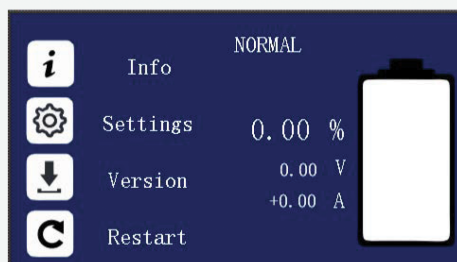 NORMAL
i Info
Settings
0.00 %
Version
0.00 V
+0.00 A
Restart